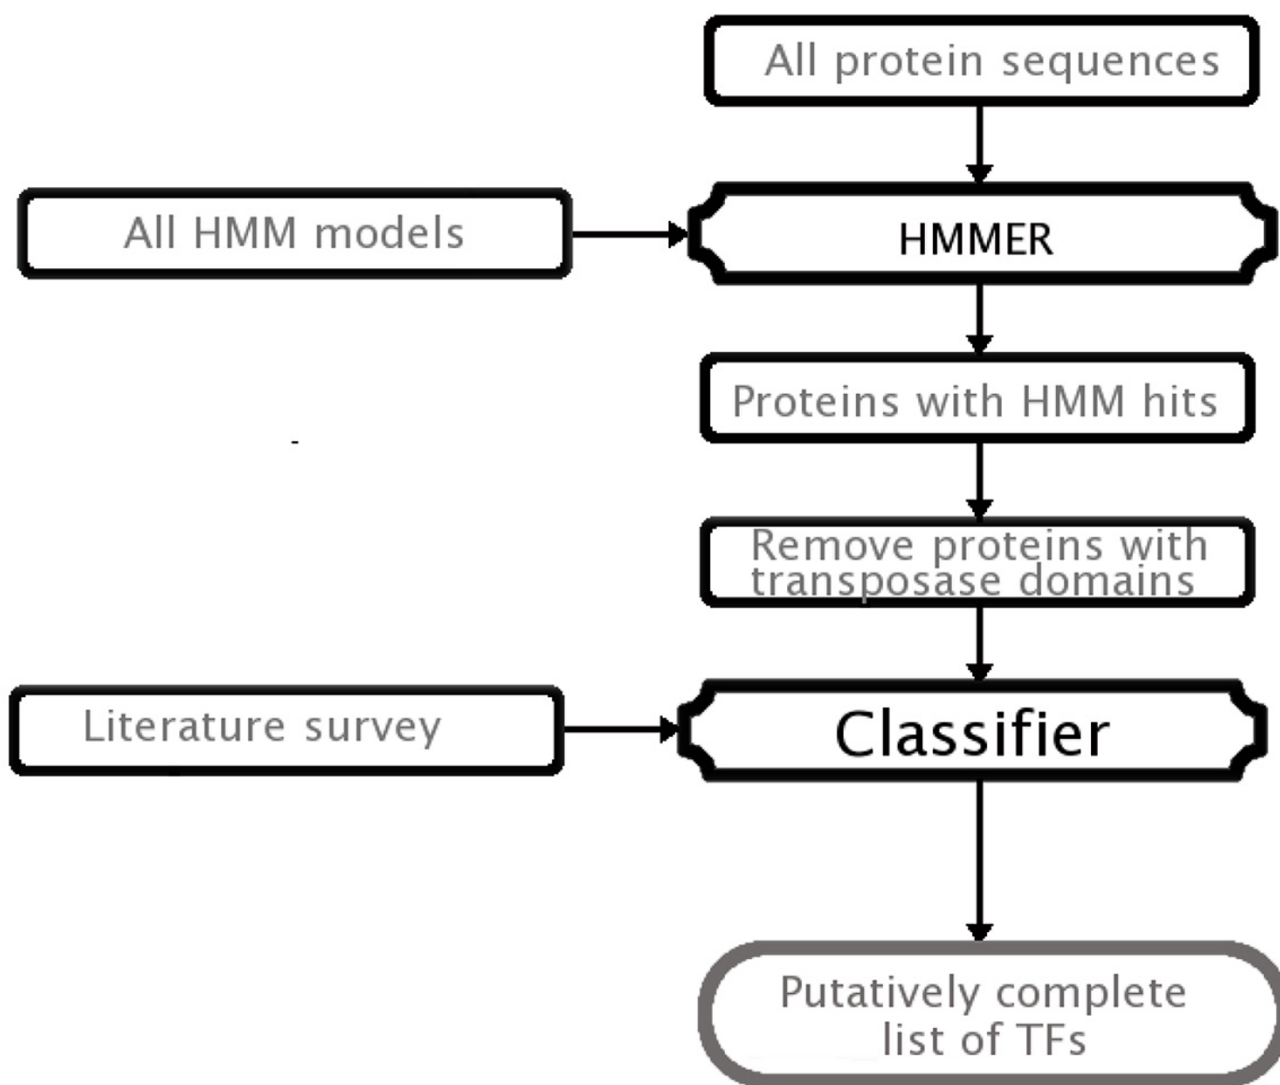 All protein sequences
All HMM models
HMMER
Proteins with HMM hits
Remove proteins with
transposase domains
Literature survey
Classifier
Putatively complete
list of TFs